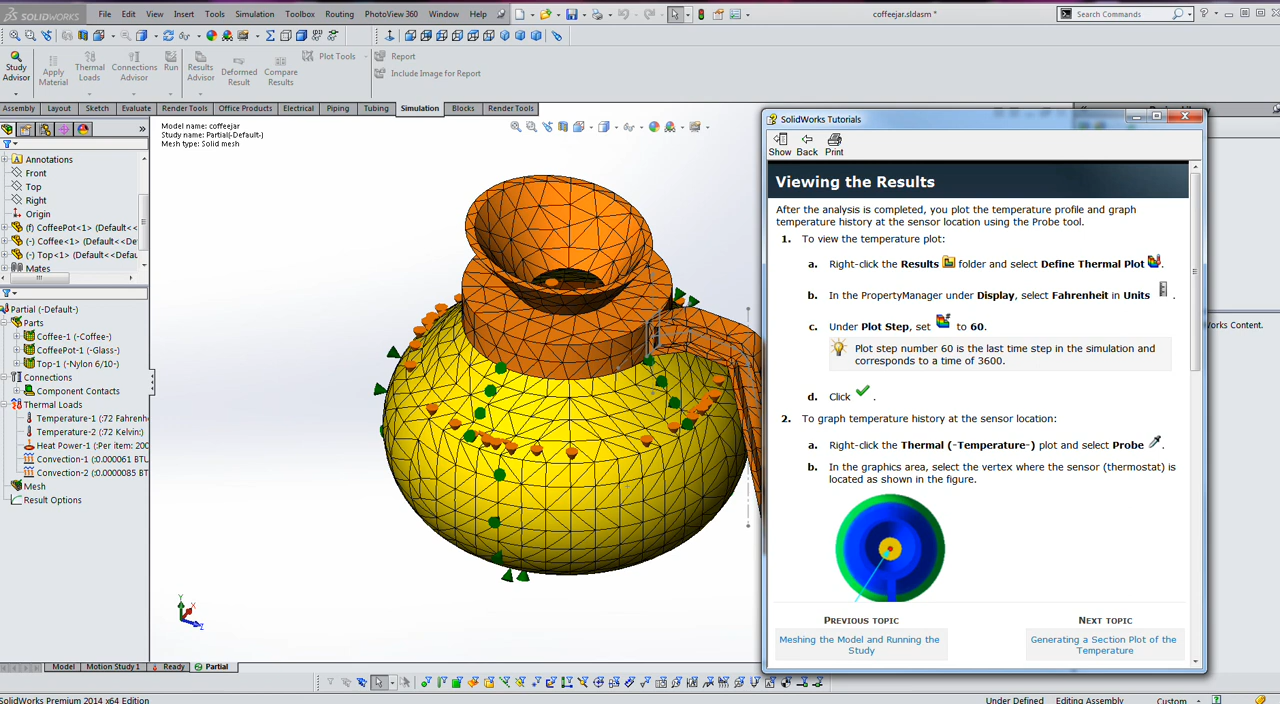 SOLIDWORKS File Edit View Insert Tools Simulation Toolbox Routing PhotoView 360 Window Help coffeejar.sldasm * Search Commands
Study Advisor
Apply Material
Thermal Loads
Connections Advisor
Run
Results Advisor
Deformed Result
Compare Results
Plot Tools
Report
Include Image for Report
Assembly Layout Sketch Evaluate Render Tools Office Products Electrical Piping Tubing Simulation Blocks Render Tools
Model name: coffeejar
Study name: Partial(-Default-)
Mesh type: Solid mesh
Annotations
Front
Top
Right
Origin
(f) CoffeePot<1> (Default<<
(-) Coffee<1> (Default<<De
(-) Top<1> (Default<<Defau
Mates
Partial (-Default-)
Parts
Coffee-1 (-Coffee-)
CoffeePot-1 (-Glass-)
Top-1 (-Nylon 6/10-)
Connections
Component Contacts
Thermal Loads
Temperature-1 (:72 Fahrenh
Temperature-2 (:72 Kelvin:)
Heat Power-1 (:Per item: 200
Convection-1 (:0.000061 BTU
Convection-2 (:0.0000085 BT
Mesh
Result Options
SolidWorks Tutorials
Show Back Print
Viewing the Results
After the analysis is completed, you plot the temperature profile and graph
temperature history at the sensor location using the Probe tool.
1. To view the temperature plot:
a. Right-click the Results folder and select Define Thermal Plot .
b. In the PropertyManager under Display, select Fahrenheit in Units .
c. Under Plot Step, set to 60.
Plot step number 60 is the last time step in the simulation and
corresponds to a time of 3600.
d. Click .
2. To graph temperature history at the sensor location:
a. Right-click the Thermal (-Temperature-) plot and select Probe .
b. In the graphics area, select the vertex where the sensor (thermostat) is
located as shown in the figure.
PREVIOUS TOPIC
Meshing the Model and Running the
Study
NEXT TOPIC
Generating a Section Plot of the
Temperature
Works Content.
Y
X
Z
Model Motion Study 1 Ready Partial
SolidWorks Premium 2014 x64 Edition Under Defined Editing Assembly Custom